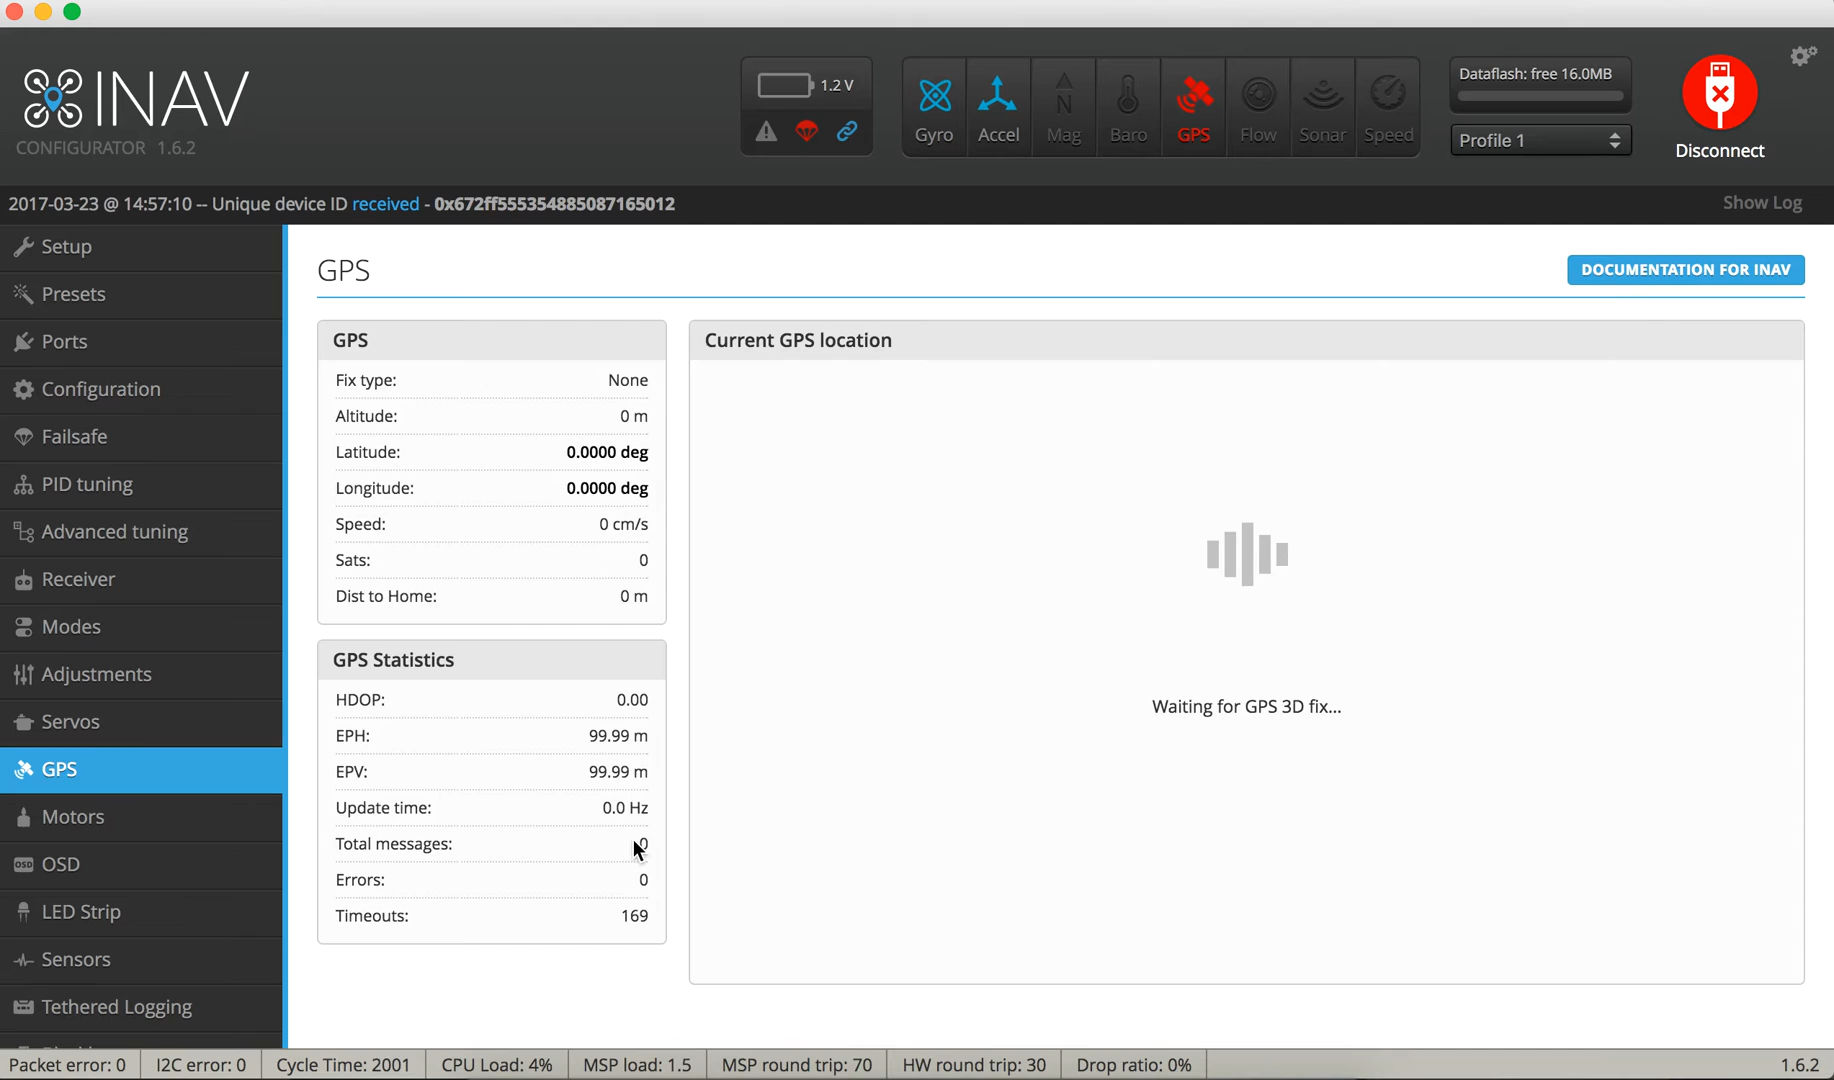 INAV
CONFIGURATOR 1.6.2
1.2 V
Gyro
Accel
N
Mag
Baro
GPS
Flow
Sonar
Speed
Dataflash: free 16.0MB
Profile 1
Disconnect
2017-03-23 @ 14:57:10 -- Unique device ID received - 0x672ff555354885087165012
Show Log
Setup
Presets
Ports
Configuration
Failsafe
PID tuning
Advanced tuning
Receiver
Modes
Adjustments
Servos
GPS
Motors
OSD OSD
LED Strip
Sensors
Tethered Logging
GPS
DOCUMENTATION FOR INAV
GPS
Fix type: None
Altitude: 0 m
Latitude: 0.0000 deg
Longitude: 0.0000 deg
Speed: 0 cm/s
Sats: 0
Dist to Home: 0 m
GPS Statistics
HDOP: 0.00
EPH: 99.99 m
EPV: 99.99 m
Update time: 0.0 Hz
Total messages: 0
Errors: 0
Timeouts: 169
Current GPS location
Waiting for GPS 3D fix...
Packet error: 0
I2C error: 0
Cycle Time: 2001
CPU Load: 4%
MSP load: 1.5
MSP round trip: 70
HW round trip: 30
Drop ratio: 0%
1.6.2